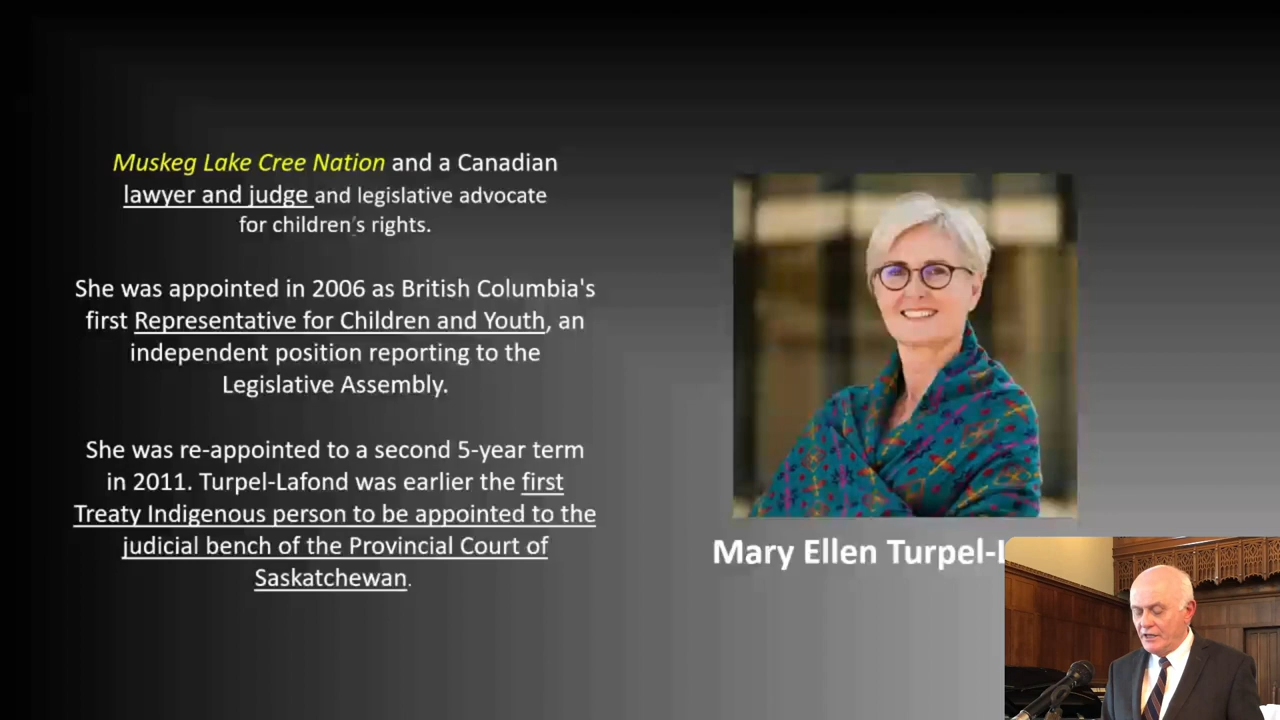 Muskeg Lake Cree Nation and a Canadian
lawyer and judge and legislative advocate
for children's rights.
She was appointed in 2006 as British Columbia's
first Representative for Children and Youth, an
independent position reporting to the
Legislative Assembly.
She was re-appointed to a second 5-year term
in 2011. Turpel-Lafond was earlier the first
Treaty Indigenous person to be appointed to the
judicial bench of the Provincial Court of
Saskatchewan.
Mary Ellen Turpel-